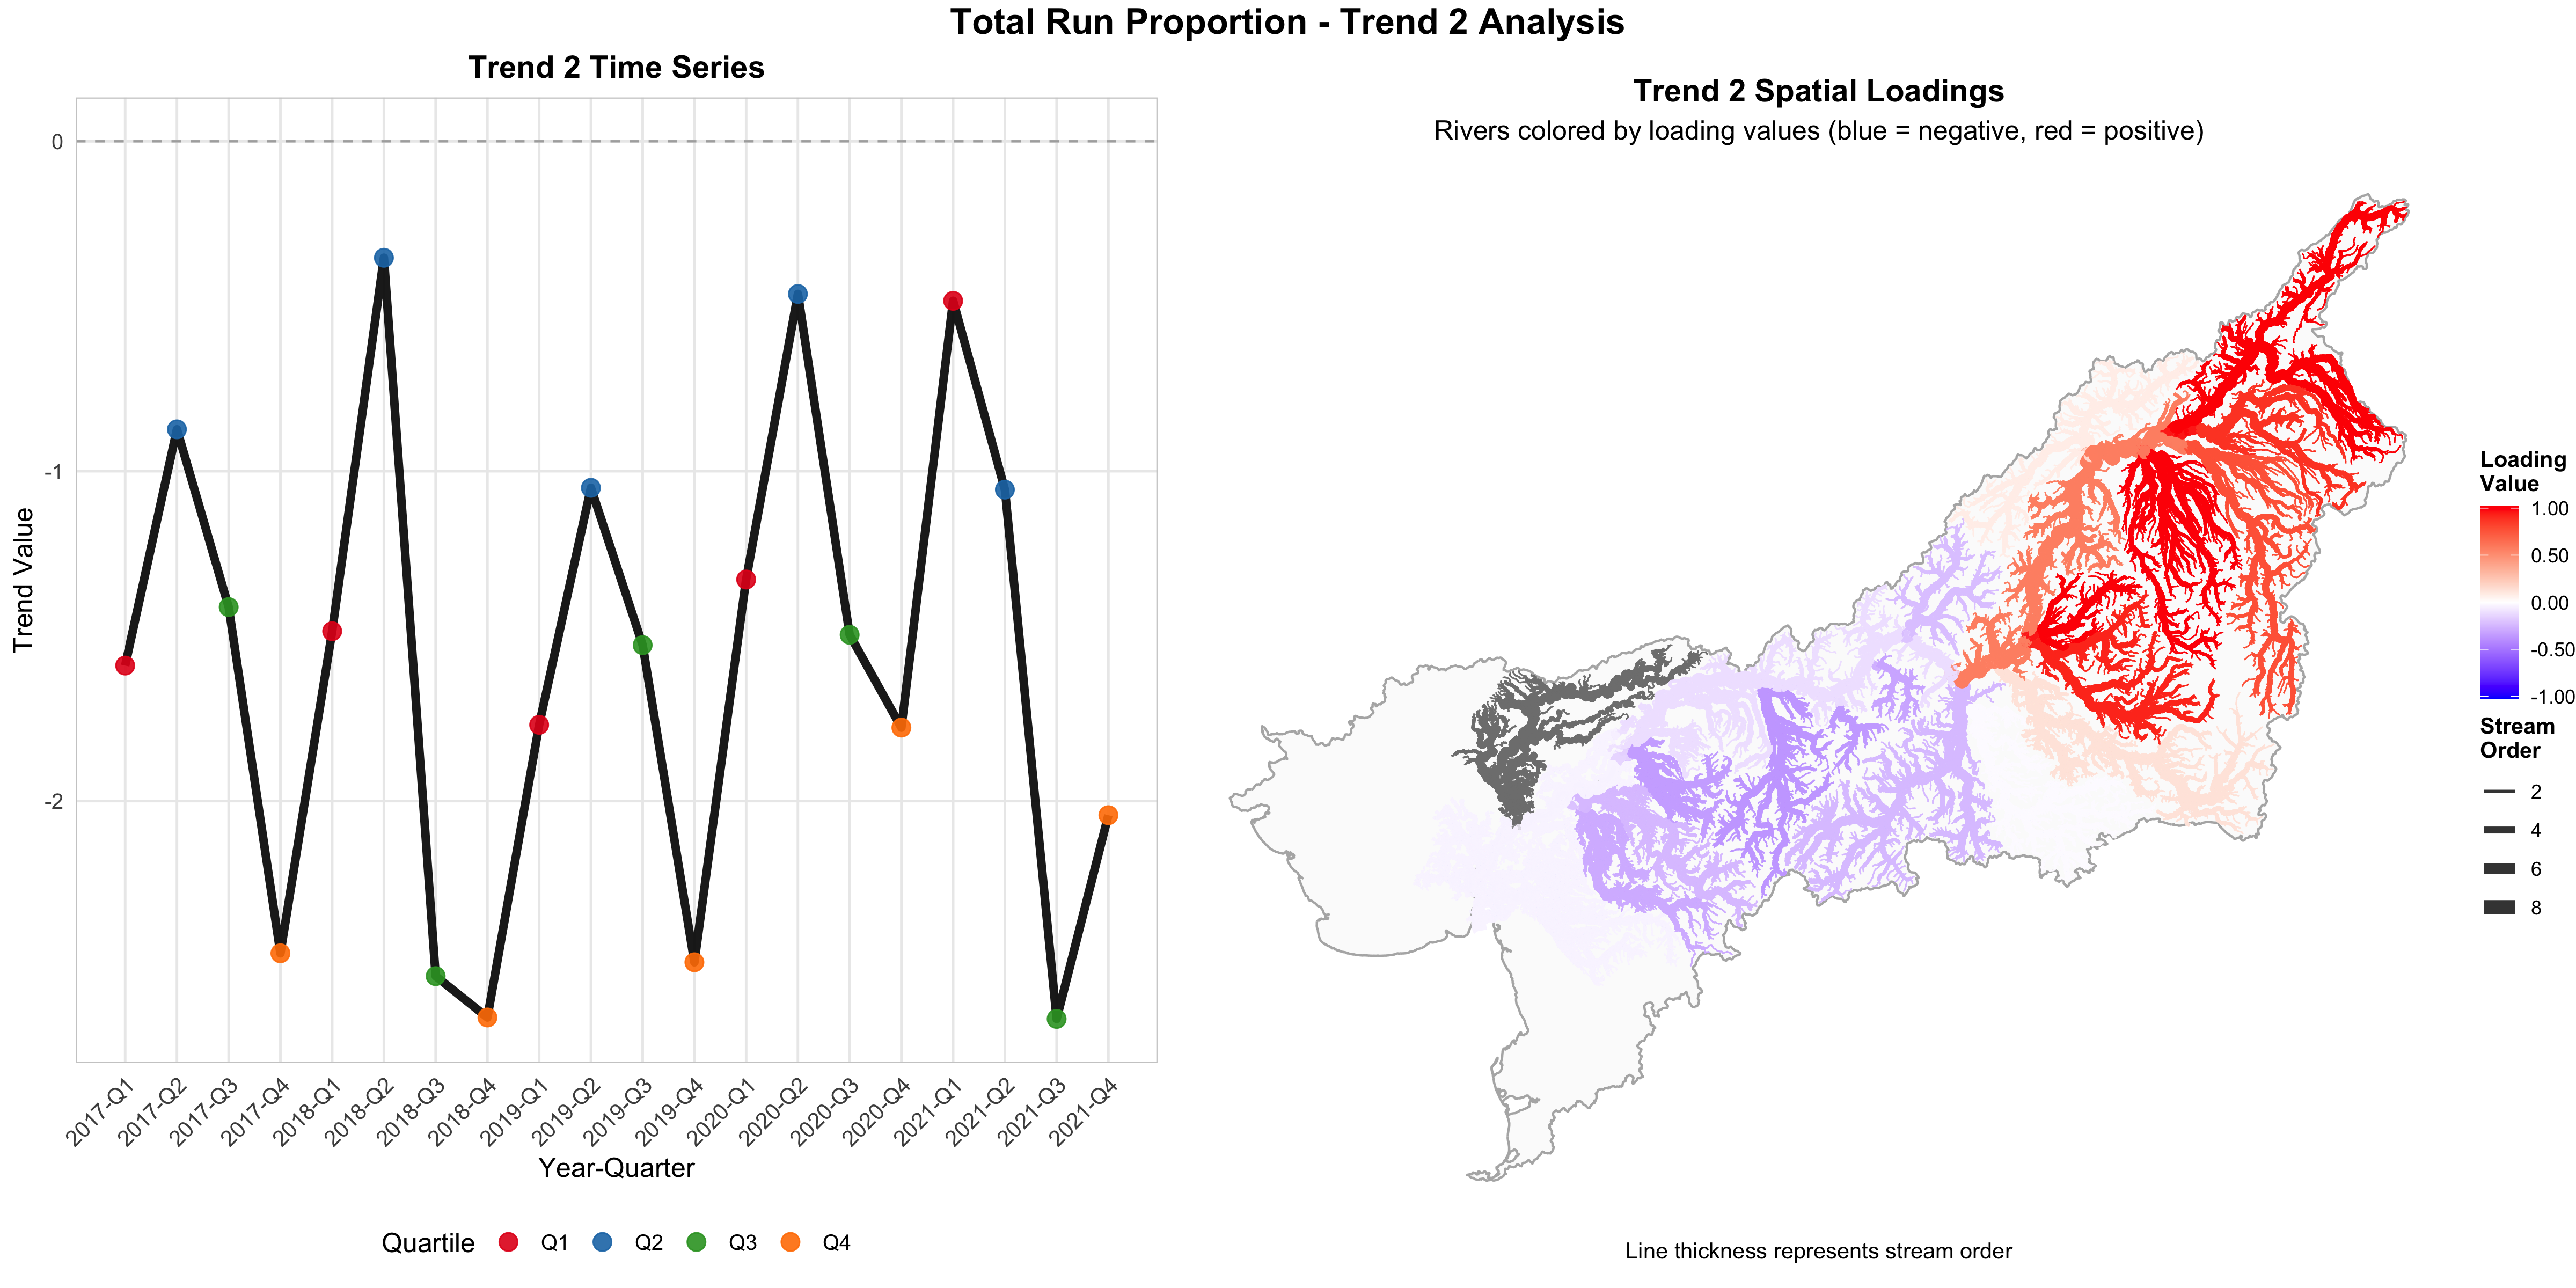 Total Run Proportion - Trend 2 Analysis
Trend 2 Time Series
0
-1
-2
Trend Value
2017-Q1
2017-Q2
2017-Q3
2017-Q4
2018-Q1
2018-Q2
2018-Q3
2018-Q4
2019-Q1
2019-Q2
2019-Q3
2019-Q4
2020-Q1
2020-Q2
2020-Q3
2020-Q4
2021-Q1
2021-Q2
2021-Q3
2021-Q4
Year-Quarter
Quartile Q1 Q2 Q3 Q4
Trend 2 Spatial Loadings
Rivers colored by loading values (blue = negative, red = positive)
Loading
Value
1.00
0.50
0.00
-0.50
-1.00
Stream
Order
2
4
6
8
Line thickness represents stream order